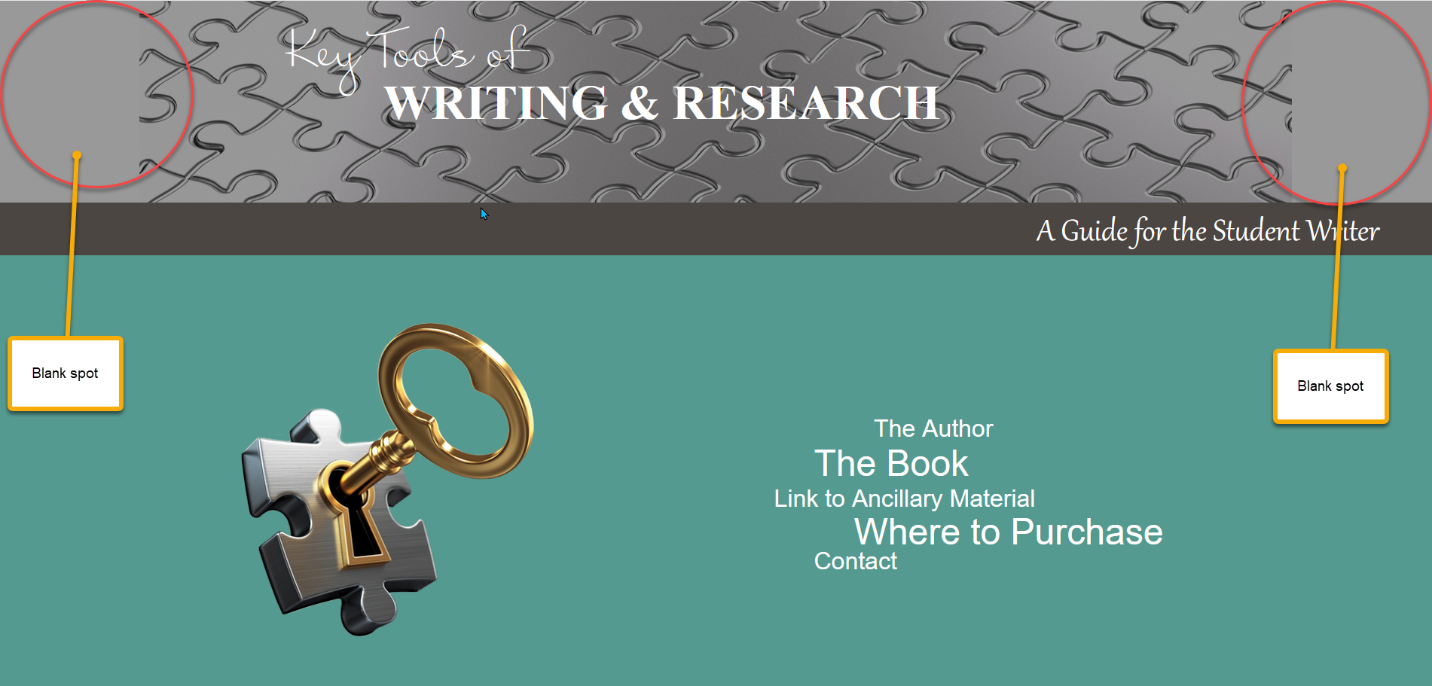 Key Tools of
WRITING & RESEARCH
A Guide for the Student Writer
Blank spot
Blank spot
The Author
The Book
Link to Ancillary Material
Where to Purchase
Contact